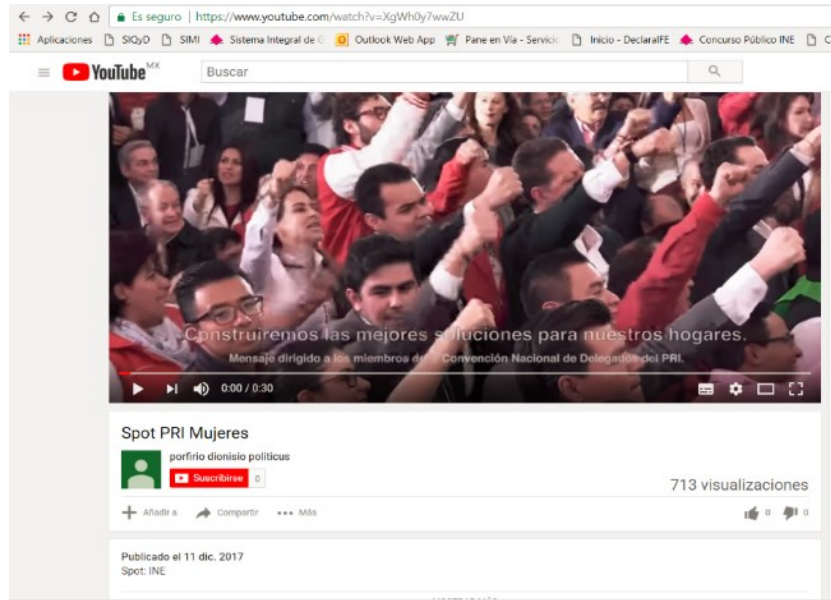 Es seguro | https://www.youtube.com/watch?v=XgWh0y7wwZU
Aplicaciones SIQyD SIMI Sistema Integral de G Outlook Web App Pane en Vía - Servicio Inicio - DeclaraIFE Concurso Público INE
YouTube MX Buscar
Construiremos las mejores soluciones para nuestros hogares.
Mensaje dirigido a los miembros de Convención Nacional de Delegados del PRI.
0:00 / 0:30
Spot PRI Mujeres
porfirio dionisio politicus
Suscribirse 0
713 visualizaciones
Añadir a Compartir Más 0 0
Publicado el 11 dic. 2017
Spot: INE